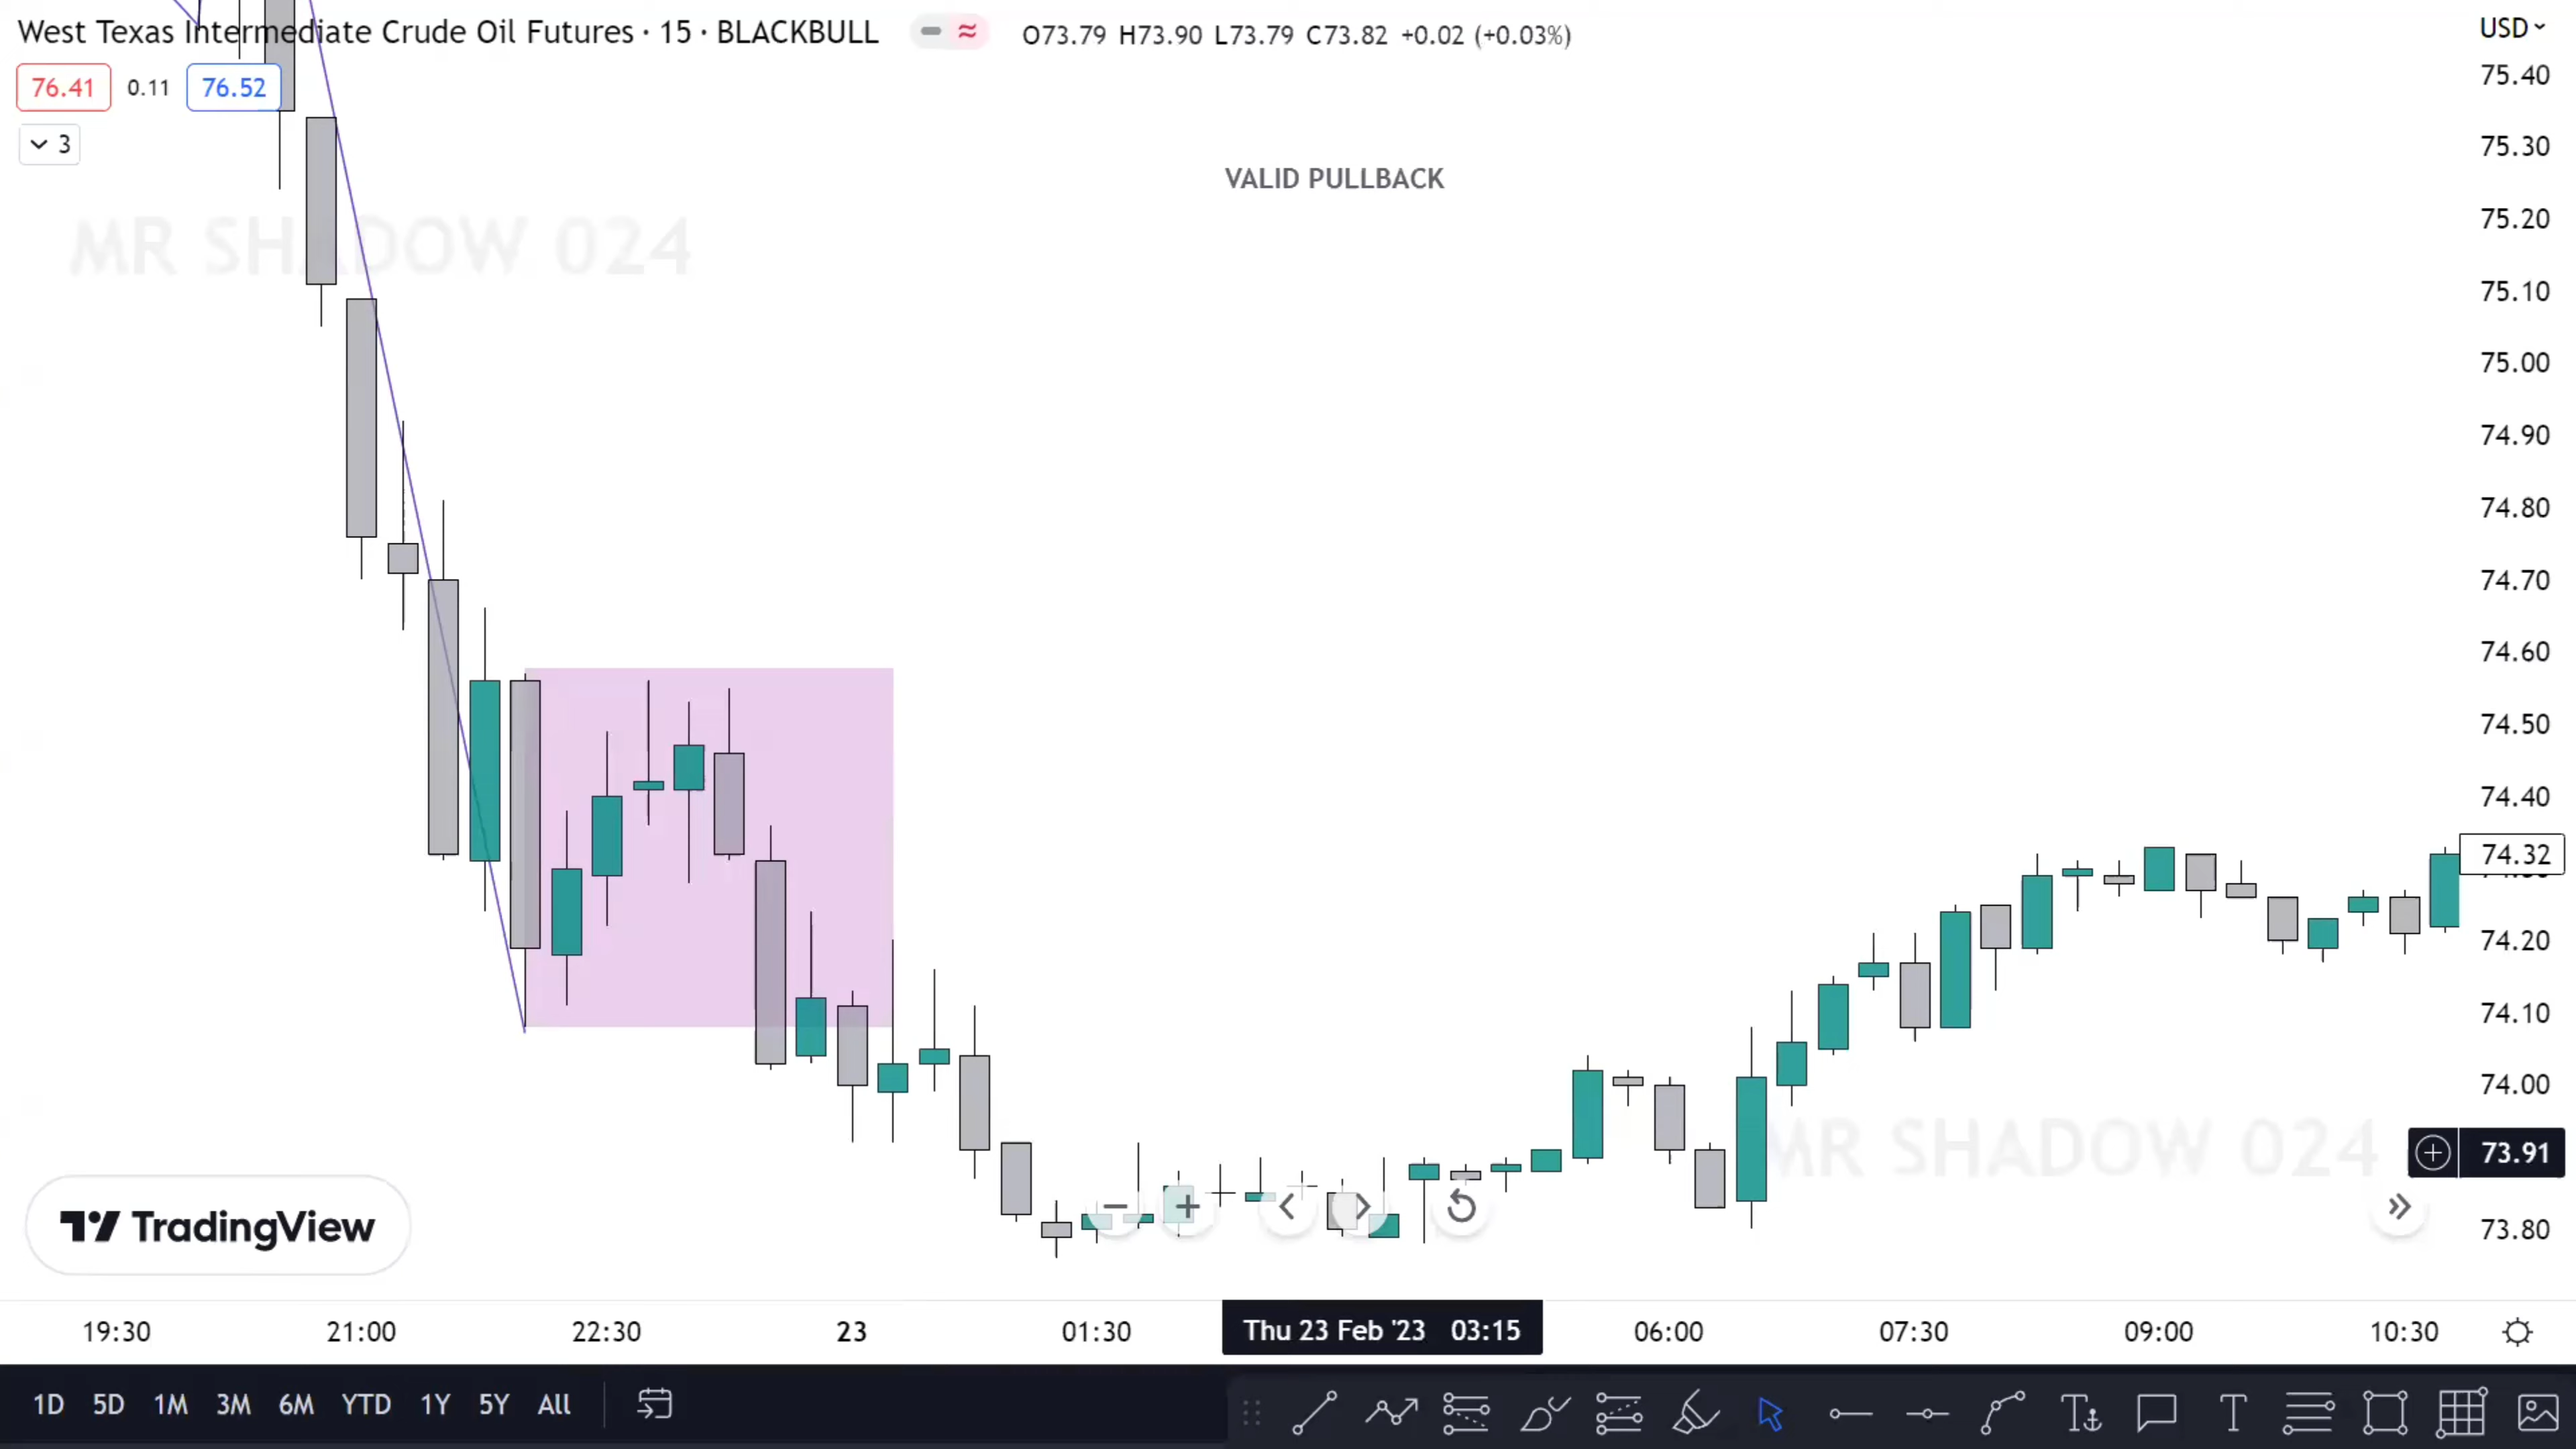 West Texas Intermediate Crude Oil Futures · 15 · BLACKBULL
O73.79 H73.90 L73.79 C73.82 +0.02 (+0.03%)
USD
76.41 0.11 76.52
3
VALID PULLBACK
MR SHADOW 024
75.40
75.30
75.20
75.10
75.00
74.90
74.80
74.70
74.60
74.50
74.40
74.32
74.20
74.10
74.00
MR SHADOW 024
73.91
73.80
TradingView
19:30 21:00 22:30 23 01:30 Thu 23 Feb '23 03:15 06:00 07:30 09:00 10:30
1D 5D 1M 3M 6M YTD 1Y 5Y All